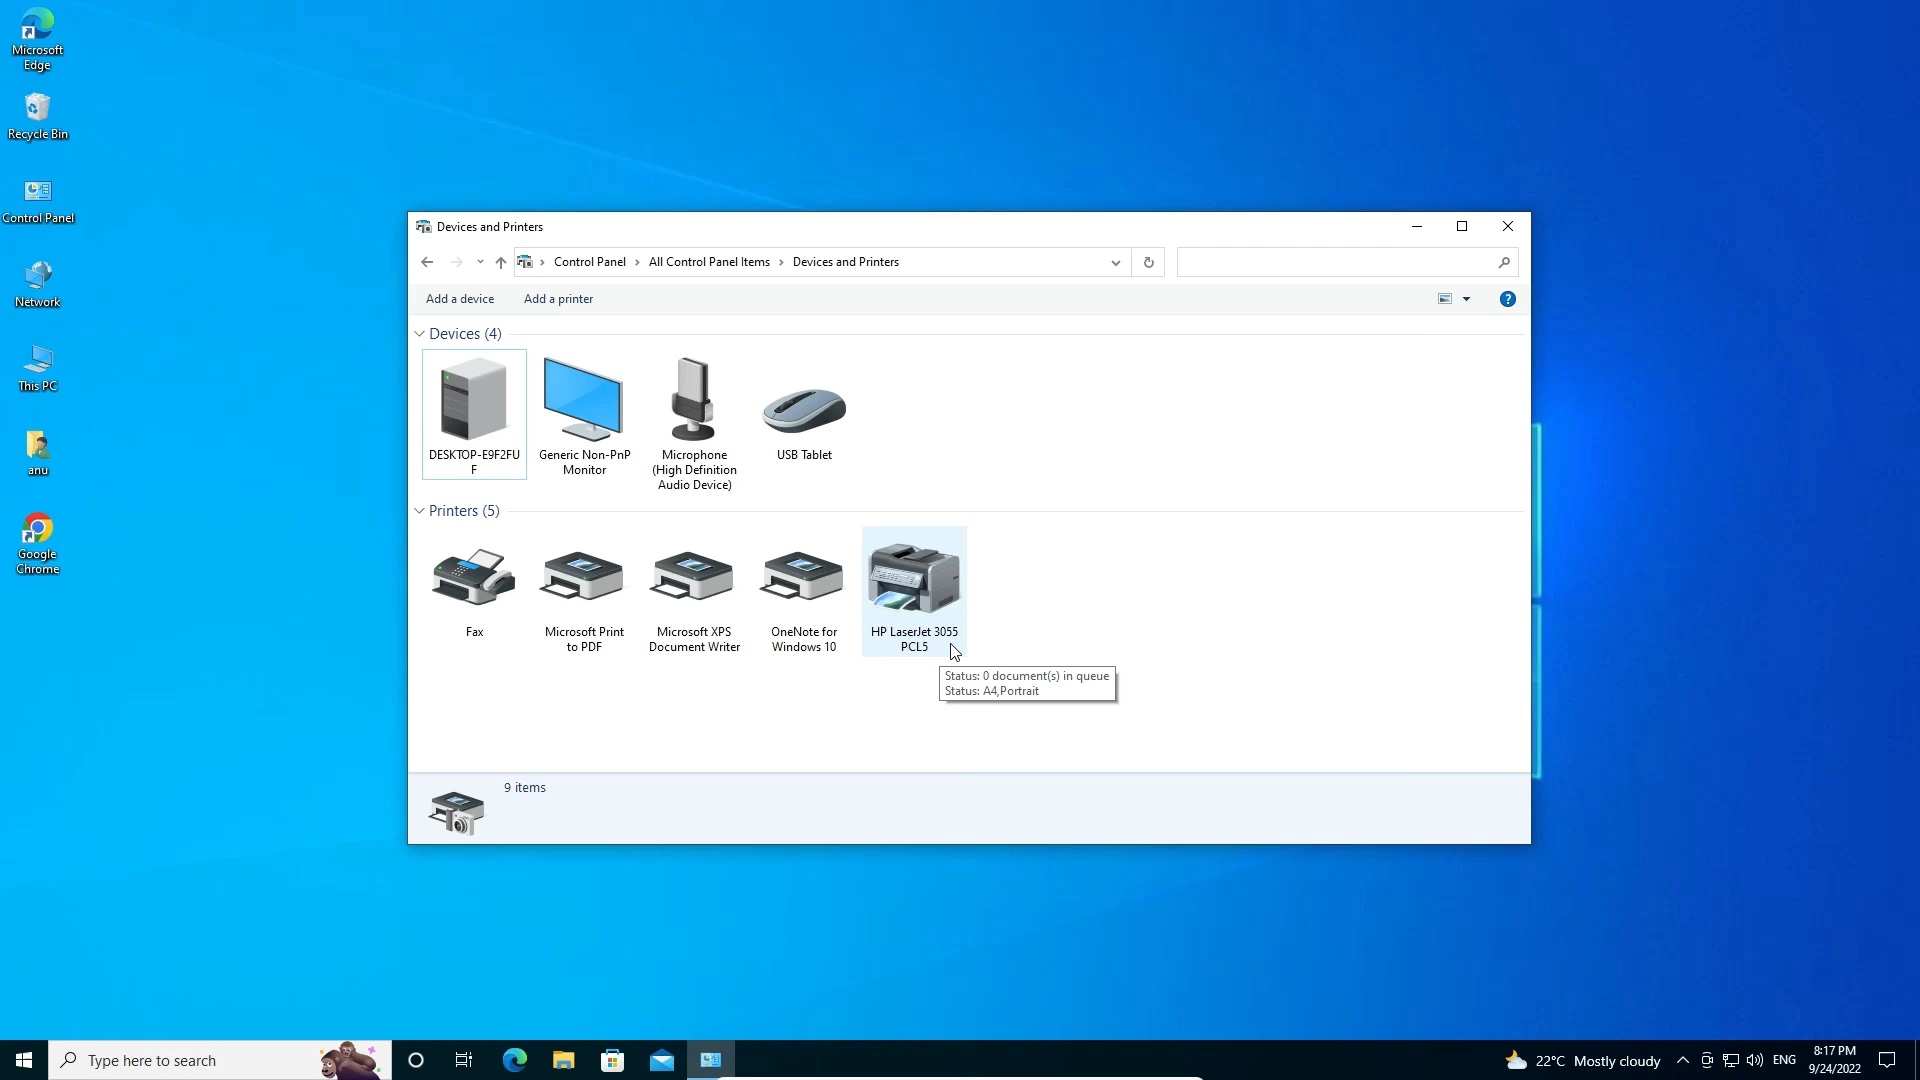 Microsoft
Edge
Recycle Bin
Control Panel
Network
This PC
anu
Google
Chrome
Devices and Printers
Control Panel > All Control Panel Items > Devices and Printers
Add a device Add a printer
Devices (4)
DESKTOP-E9F2FU
F
Generic Non-PnP
Monitor
Microphone
(High Definition
Audio Device)
USB Tablet
Printers (5)
Fax
Microsoft Print
to PDF
Microsoft XPS
Document Writer
OneNote for
Windows 10
HP LaserJet 3055
PCL5
Status: 0 document(s) in queue
Status: A4,Portrait
9 items
Type here to search
22°C Mostly cloudy
ENG
8:17 PM
9/24/2022